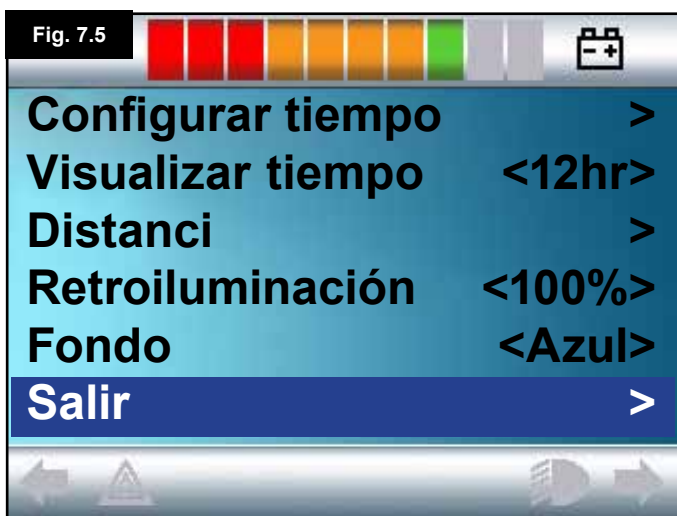 Fig. 7.5
Configurar tiempo >
Visualizar tiempo <12hr>
Distanci >
Retroiluminación <100%>
Fondo <Azul>
Salir >